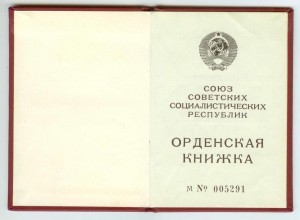 СОЮЗ
СОВЕТСКИХ
СОЦИАЛИСТИЧЕСКИХ
РЕСПУБЛИК
ОРДЕНСКАЯ
КНИЖКА
М № 005291